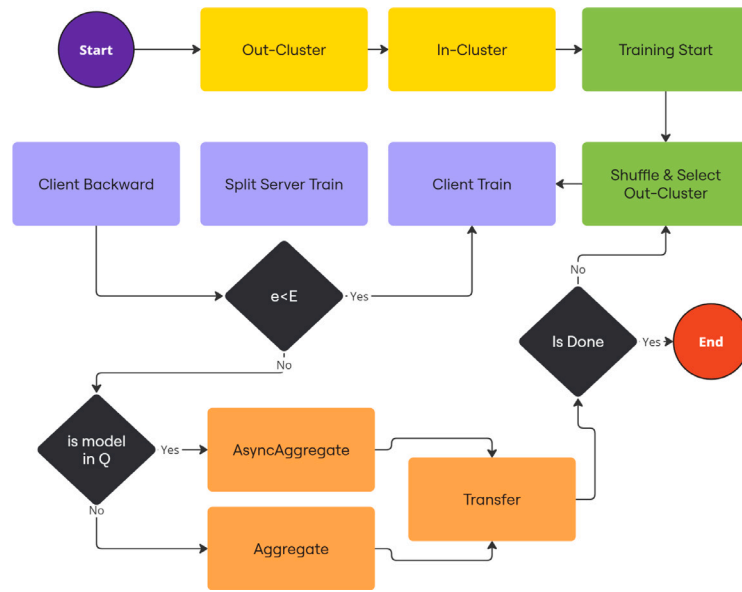 Start
Out-Cluster
In-Cluster
Training Start
Client Backward
Split Server Train
Client Train
Shuffle & Select
Out-Cluster
e<E
Yes
No
No
Is Done
Yes
End
is model
in Q
Yes
No
AsyncAggregate
Transfer
Aggregate